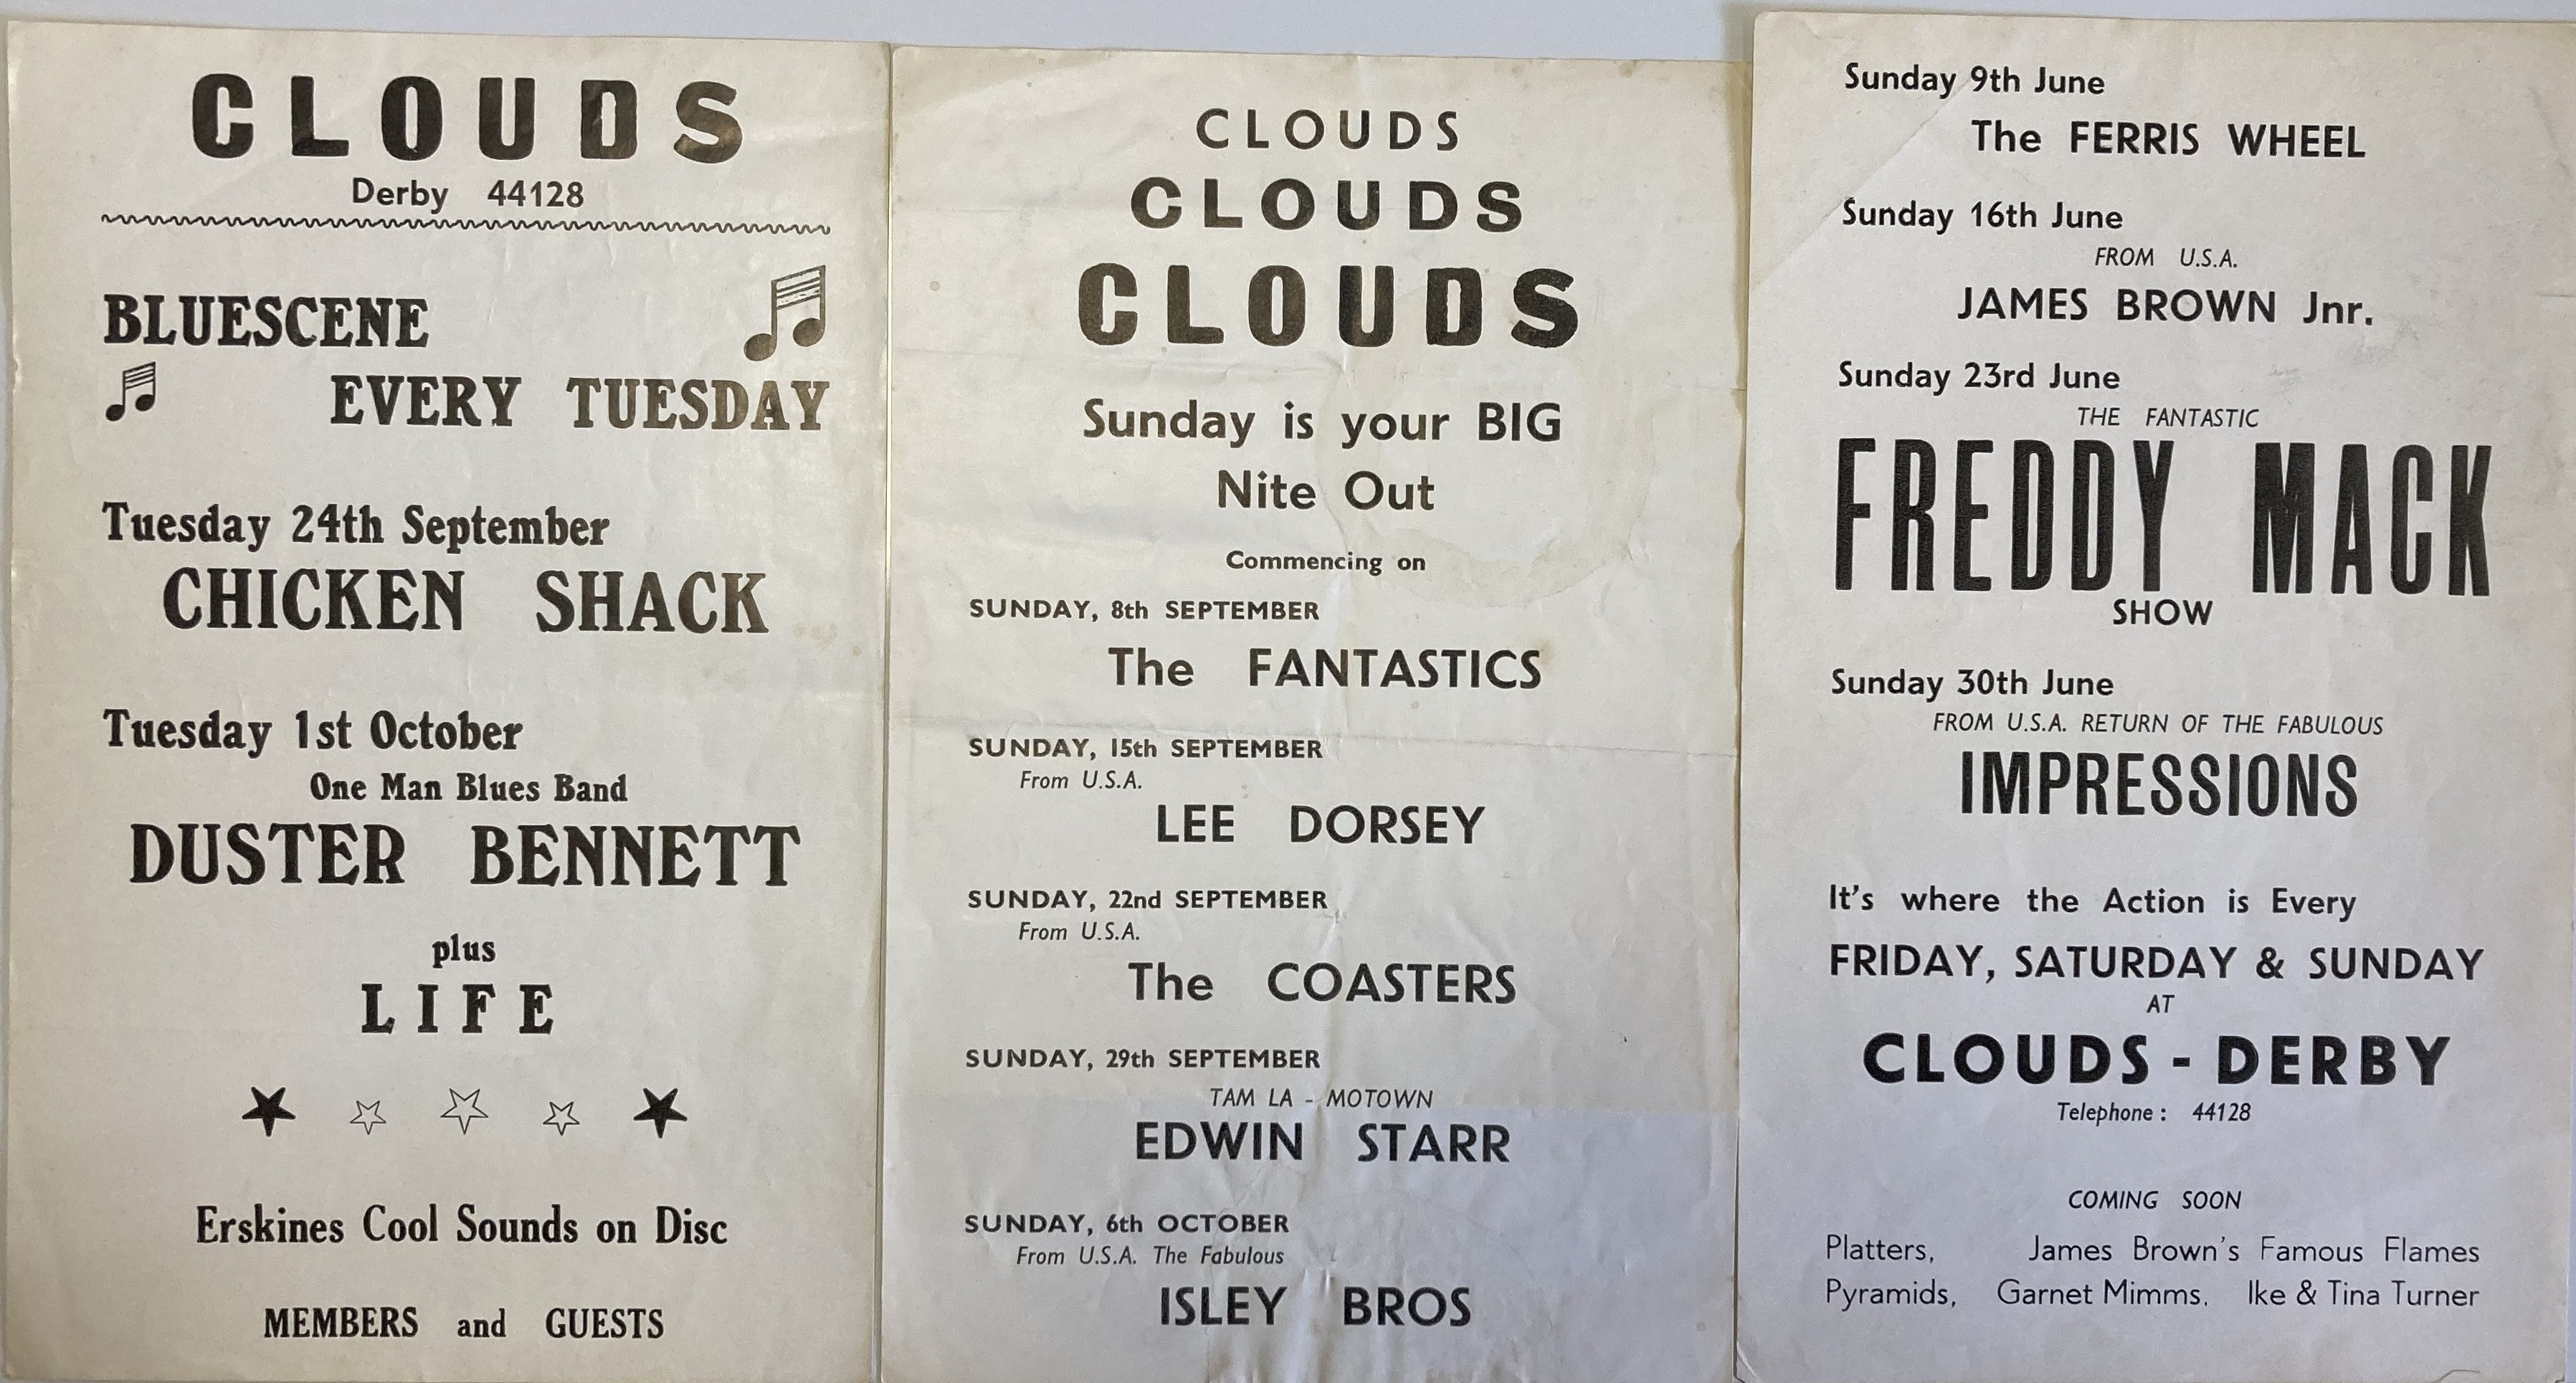 CLOUDS
Derby 44128
BLUESCENE
EVERY TUESDAY
Tuesday 24th September
CHICKEN SHACK
Tuesday 1st October
One Man Blues Band
DUSTER BENNETT
plus
LIFE
Erskines Cool Sounds on Disc
MEMBERS and GUESTS
CLOUDS
CLOUDS
CLOUDS
Sunday is your BIG
Nite Out
Commencing on
SUNDAY, 8th SEPTEMBER
The FANTASTICS
SUNDAY, 15th SEPTEMBER
From U.S.A.
LEE DORSEY
SUNDAY, 22nd SEPTEMBER
From U.S.A.
The COASTERS
SUNDAY, 29th SEPTEMBER
TAM LA - MOTOWN
EDWIN STARR
SUNDAY, 6th OCTOBER
From U.S.A. The Fabulous
ISLEY BROS
Sunday 9th June
The FERRIS WHEEL
Sunday 16th June
FROM U.S.A.
JAMES BROWN Jnr.
Sunday 23rd June
THE FANTASTIC
FREDDY MACK
SHOW
Sunday 30th June
FROM U.S.A. RETURN OF THE FABULOUS
IMPRESSIONS
It's where the Action is Every
FRIDAY, SATURDAY & SUNDAY
AT
CLOUDS - DERBY
Telephone : 44128
COMING SOON
Platters, James Brown's Famous Flames
Pyramids, Garnet Mimms. Ike & Tina Turner